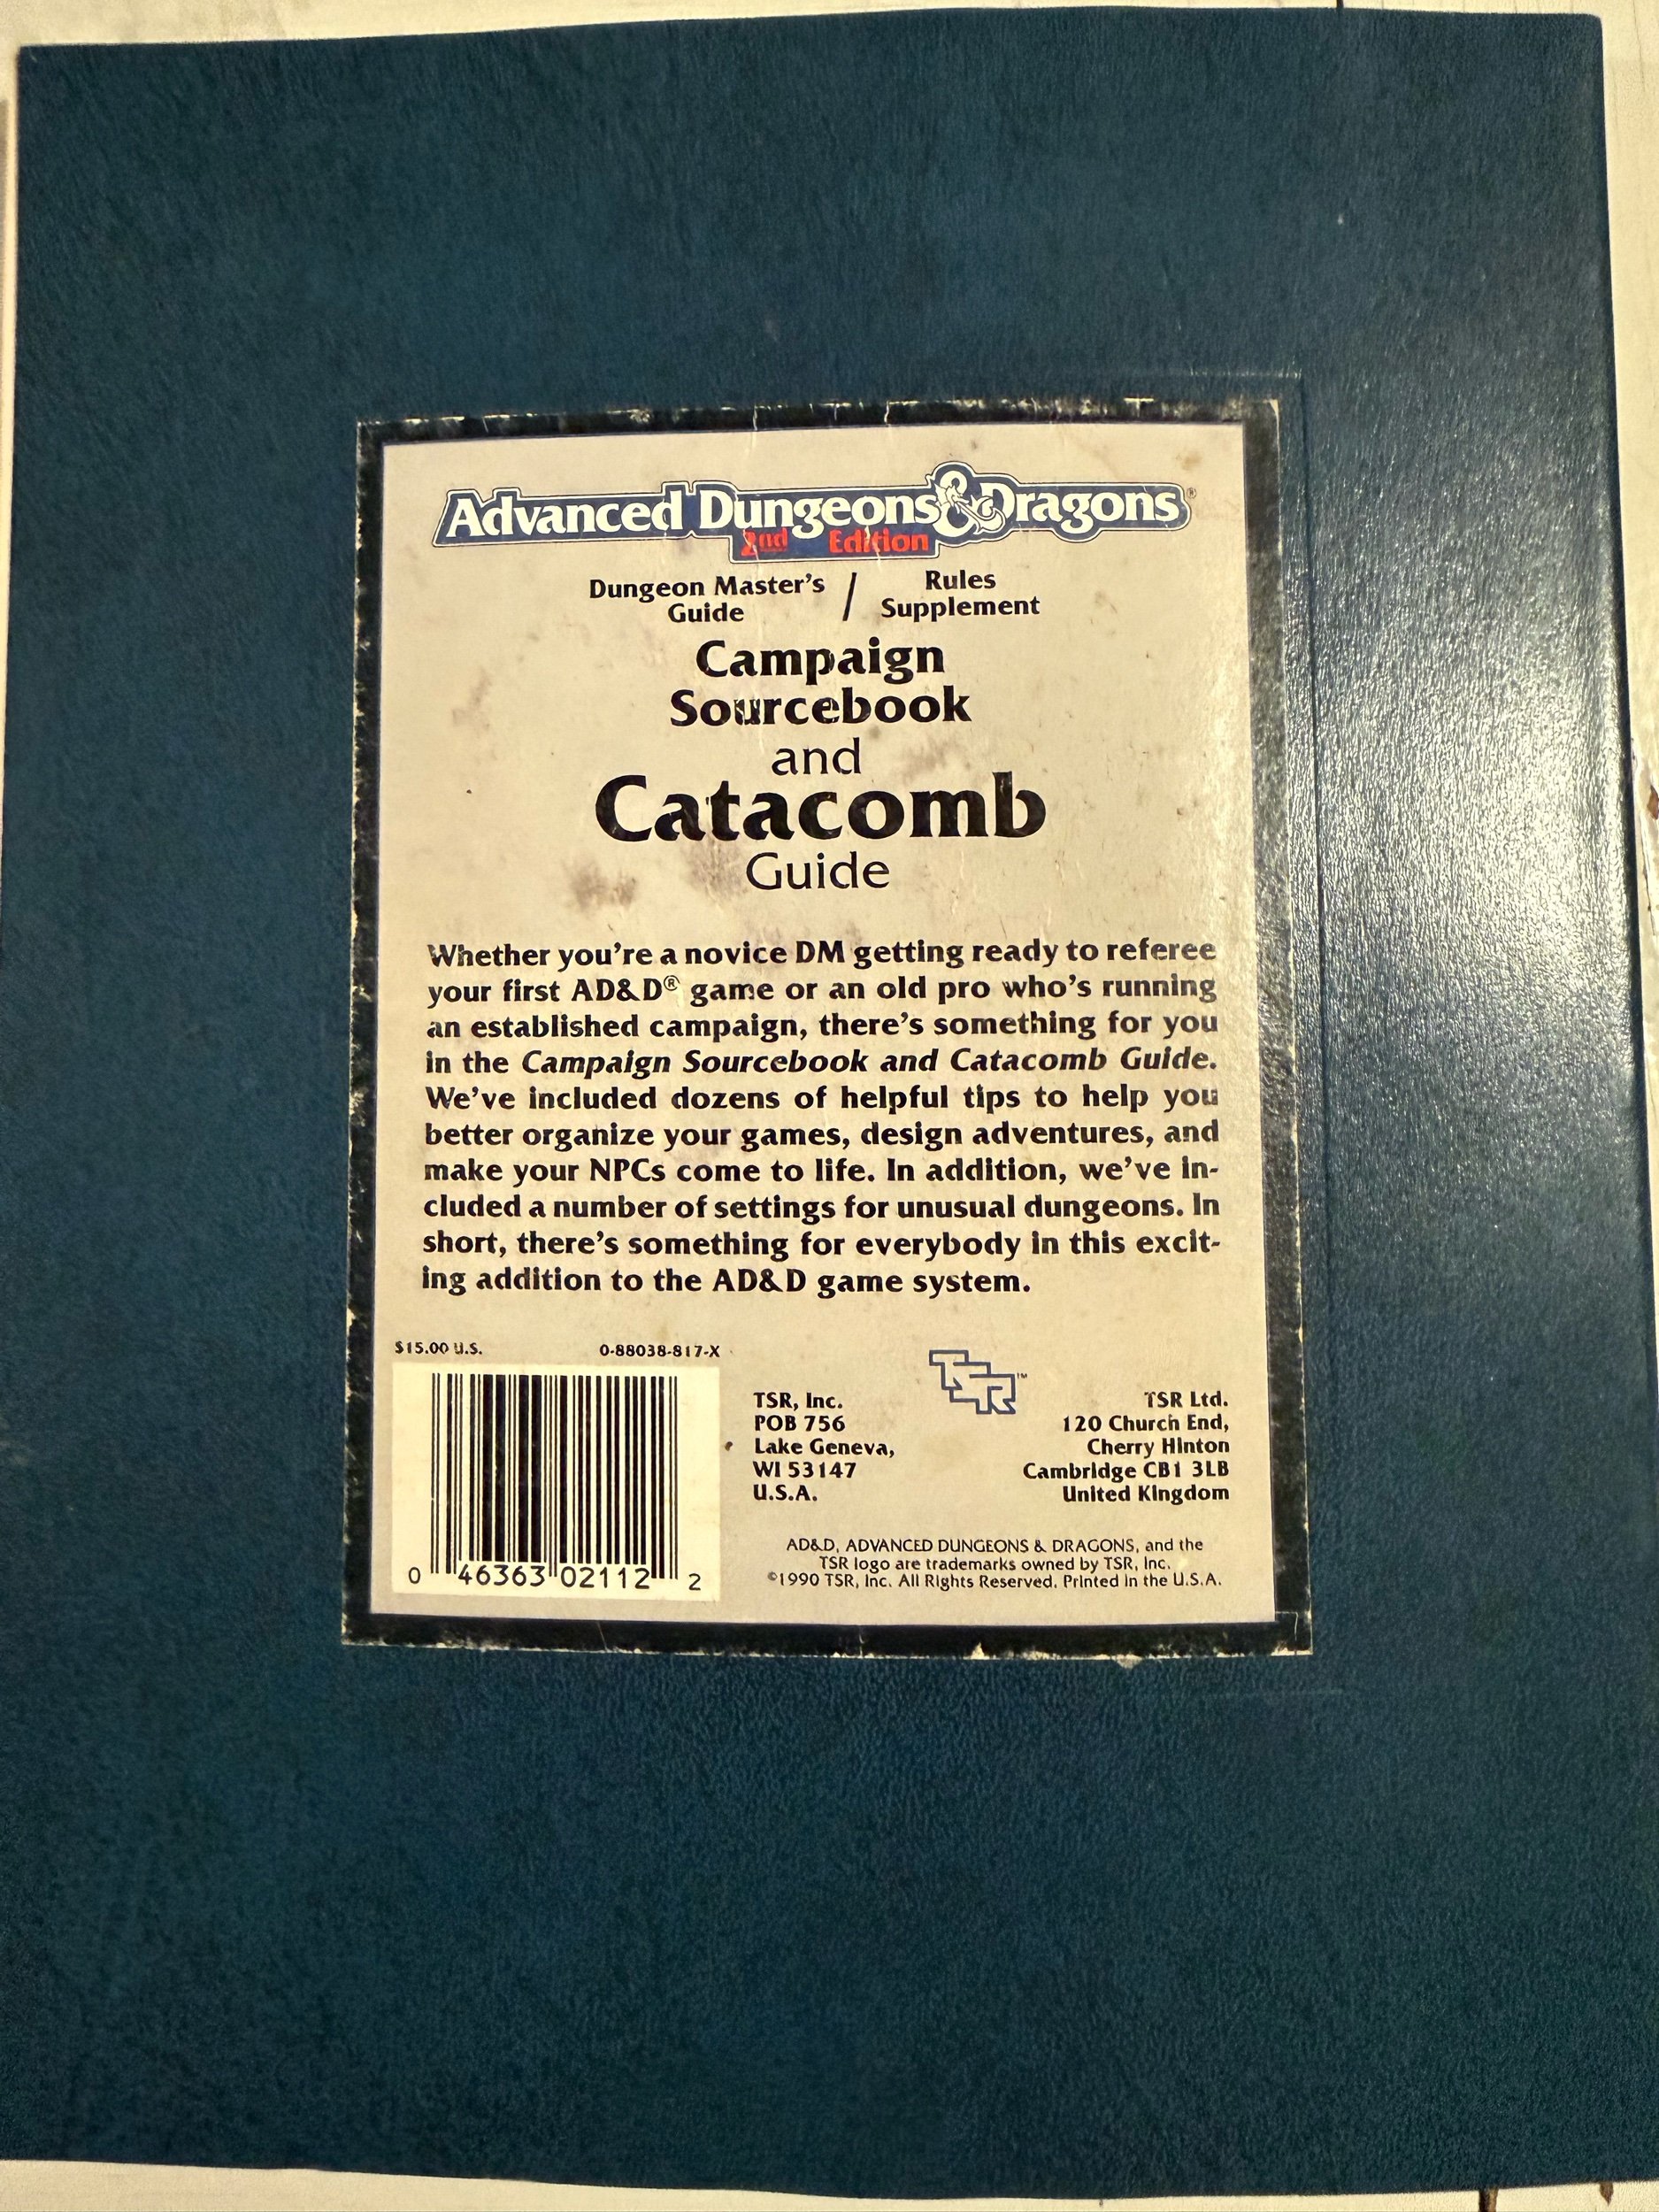 Advanced Dungeons & Dragons®
2nd Edition
Dungeon Master's / Rules
Guide Supplement
Campaign
Sourcebook
and
Catacomb
Guide
Whether you're a novice DM getting ready to referee
your first AD&D® game or an old pro who's running
an established campaign, there's something for you
in the Campaign Sourcebook and Catacomb Guide.
We've included dozens of helpful tips to help you
better organize your games, design adventures, and
make your NPCs come to life. In addition, we've in-
cluded a number of settings for unusual dungeons. In
short, there's something for everybody in this excit-
ing addition to the AD&D game system.
$15.00 U.S. 0-88038-817-X
0 46363 02112 2
TSR, Inc.
POB 756
Lake Geneva,
WI 53147
U.S.A.
TSR™
TSR Ltd.
120 Church End,
Cherry Hinton
Cambridge CB1 3LB
United Kingdom
AD&D, ADVANCED DUNGEONS & DRAGONS, and the
TSR logo are trademarks owned by TSR, Inc.
©1990 TSR, Inc. All Rights Reserved. Printed in the U.S.A.